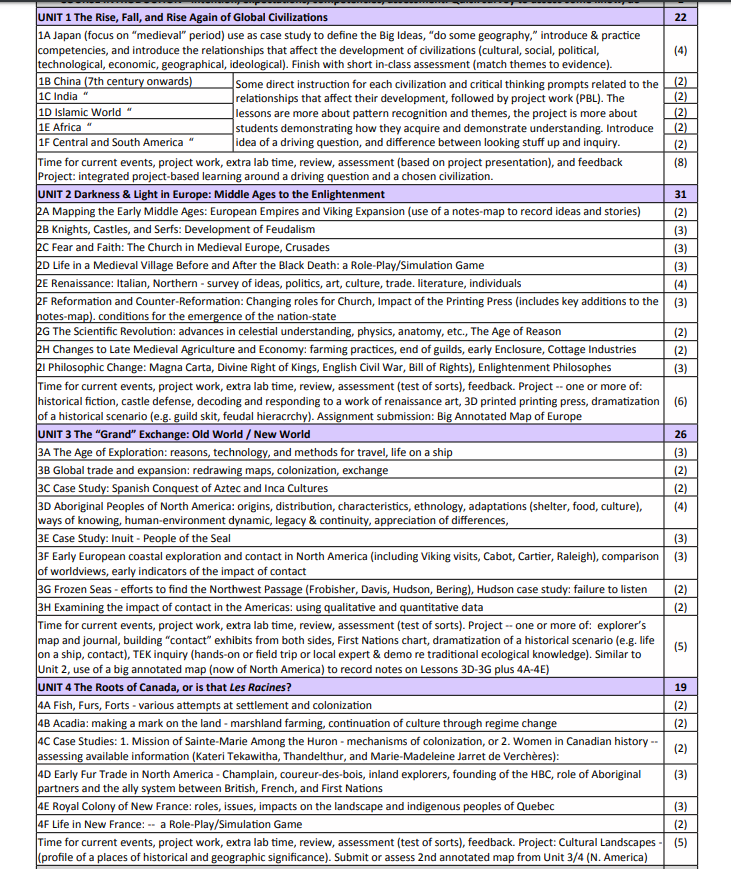 UNIT 1 The Rise, Fall, and Rise Again of Global Civilizations 22
1A Japan (focus on “medieval” period) use as case study to define the Big Ideas, “do some geography,” introduce & practice
competencies, and introduce the relationships that affect the development of civilizations (cultural, social, political, (4)
technological, economic, geographical, ideological). Finish with short in-class assessment (match themes to evidence).
1B China (7th century onwards) (2)
1C India “ (2)
1D Islamic World “ (2)
1E Africa “ (2)
1F Central and South America “ (2)
Some direct instruction for each civilization and critical thinking prompts related to the
relationships that affect their development, followed by project work (PBL). The
lessons are more about pattern recognition and themes, the project is more about
students demonstrating how they acquire and demonstrate understanding. Introduce
idea of a driving question, and difference between looking stuff up and inquiry.
Time for current events, project work, extra lab time, review, assessment (based on project presentation), and feedback (8)
Project: integrated project-based learning around a driving question and a chosen civilization.
UNIT 2 Darkness & Light in Europe: Middle Ages to the Enlightenment 31
2A Mapping the Early Middle Ages: European Empires and Viking Expansion (use of a notes-map to record ideas and stories) (2)
2B Knights, Castles, and Serfs: Development of Feudalism (3)
2C Fear and Faith: The Church in Medieval Europe, Crusades (3)
2D Life in a Medieval Village Before and After the Black Death: a Role-Play/Simulation Game (3)
2E Renaissance: Italian, Northern - survey of ideas, politics, art, culture, trade. literature, individuals (4)
2F Reformation and Counter-Reformation: Changing roles for Church, Impact of the Printing Press (includes key additions to the (3)
notes-map). conditions for the emergence of the nation-state
2G The Scientific Revolution: advances in celestial understanding, physics, anatomy, etc., The Age of Reason (2)
2H Changes to Late Medieval Agriculture and Economy: farming practices, end of guilds, early Enclosure, Cottage Industries (2)
2I Philosophic Change: Magna Carta, Divine Right of Kings, English Civil War, Bill of Rights), Enlightenment Philosophes (3)
Time for current events, project work, extra lab time, review, assessment (test of sorts), feedback. Project -- one or more of:
historical fiction, castle defense, decoding and responding to a work of renaissance art, 3D printed printing press, dramatization (6)
of a historical scenario (e.g. guild skit, feudal hieracrchy). Assignment submission: Big Annotated Map of Europe
UNIT 3 The “Grand” Exchange: Old World / New World 26
3A The Age of Exploration: reasons, technology, and methods for travel, life on a ship (3)
3B Global trade and expansion: redrawing maps, colonization, exchange (2)
3C Case Study: Spanish Conquest of Aztec and Inca Cultures (2)
3D Aboriginal Peoples of North America: origins, distribution, characteristics, ethnology, adaptations (shelter, food, culture), (4)
ways of knowing, human-environment dynamic, legacy & continuity, appreciation of differences,
3E Case Study: Inuit - People of the Seal (3)
3F Early European coastal exploration and contact in North America (including Viking visits, Cabot, Cartier, Raleigh), comparison (3)
of worldviews, early indicators of the impact of contact
3G Frozen Seas - efforts to find the Northwest Passage (Frobisher, Davis, Hudson, Bering), Hudson case study: failure to listen (2)
3H Examining the impact of contact in the Americas: using qualitative and quantitative data (2)
Time for current events, project work, extra lab time, review, assessment (test of sorts). Project -- one or more of: explorer’s
map and journal, building “contact” exhibits from both sides, First Nations chart, dramatization of a historical scenario (e.g. life
on a ship, contact), TEK inquiry (hands-on or field trip or local expert & demo re traditional ecological knowledge). Similar to (5)
Unit 2, use of a big annotated map (now of North America) to record notes on Lessons 3D-3G plus 4A-4E)
UNIT 4 The Roots of Canada, or is that Les Racines? 19
4A Fish, Furs, Forts - various attempts at settlement and colonization (2)
4B Acadia: making a mark on the land - marshland farming, continuation of culture through regime change (2)
4C Case Studies: 1. Mission of Sainte-Marie Among the Huron - mechanisms of colonization, or 2. Women in Canadian history -- (2)
assessing available information (Kateri Tekawitha, Thandelthur, and Marie-Madeleine Jarret de Verchères):
4D Early Fur Trade in North America - Champlain, coureur-des-bois, inland explorers, founding of the HBC, role of Aboriginal (3)
partners and the ally system between British, French, and First Nations
4E Royal Colony of New France: roles, issues, impacts on the landscape and indigenous peoples of Quebec (3)
4F Life in New France: -- a Role-Play/Simulation Game (2)
Time for current events, project work, extra lab time, review, assessment (test of sorts), feedback. Project: Cultural Landscapes - (5)
(profile of a places of historical and geographic significance). Submit or assess 2nd annotated map from Unit 3/4 (N. America)